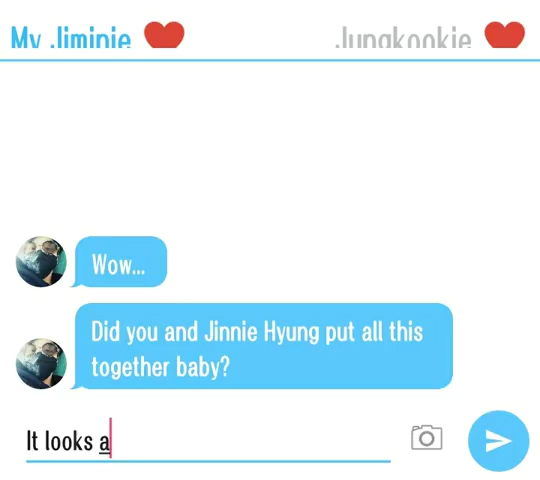 My Jiminie ❤ Jungkookie ❤
Wow...
Did you and Jinnie Hyung put all this
together baby?
It looks a